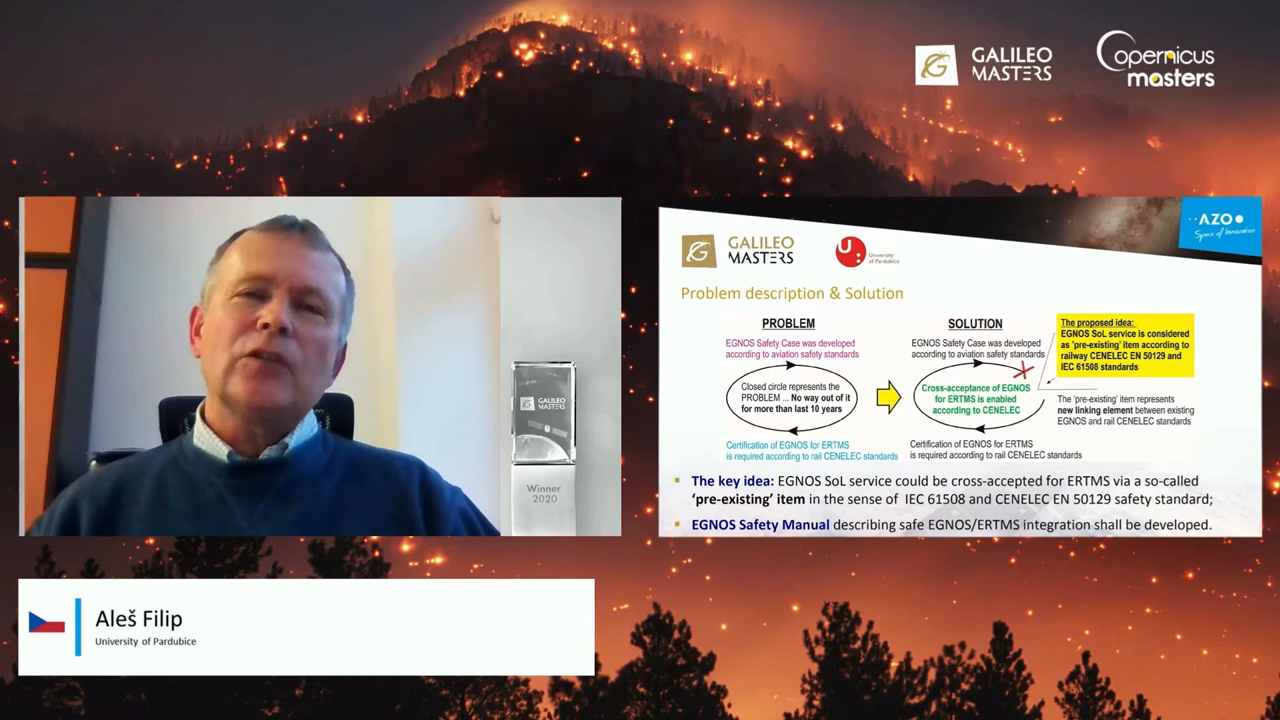 GALILEO
MASTERS
Copernicus
masters
GALILEO
MASTERS
Winner
2020
AZO
Space of Innovation
GALILEO
MASTERS
University
of Pardubice
Problem description & Solution
PROBLEM
EGNOS Safety Case was developed
according to aviation safety standards
Closed circle represents the
PROBLEM ... No way out of it
for more than last 10 years
Certification of EGNOS for ERTMS
is required according to rail CENELEC standards
SOLUTION
EGNOS Safety Case was developed
according to aviation safety standards
Cross-acceptance of EGNOS
for ERTMS is enabled
according to CENELEC
Certification of EGNOS for ERTMS
is required according to rail CENELEC standards
The proposed idea:
EGNOS SoL service is considered
as 'pre-existing' item according to
railway CENELEC EN 50129 and
IEC 61508 standards
The 'pre-existing' item represents
new linking element between existing
EGNOS and rail CENELEC standards
The key idea: EGNOS SoL service could be cross-accepted for ERTMS via a so-called
'pre-existing' item in the sense of IEC 61508 and CENELEC EN 50129 safety standard;
EGNOS Safety Manual describing safe EGNOS/ERTMS integration shall be developed.
Aleš Filip
University of Pardubice